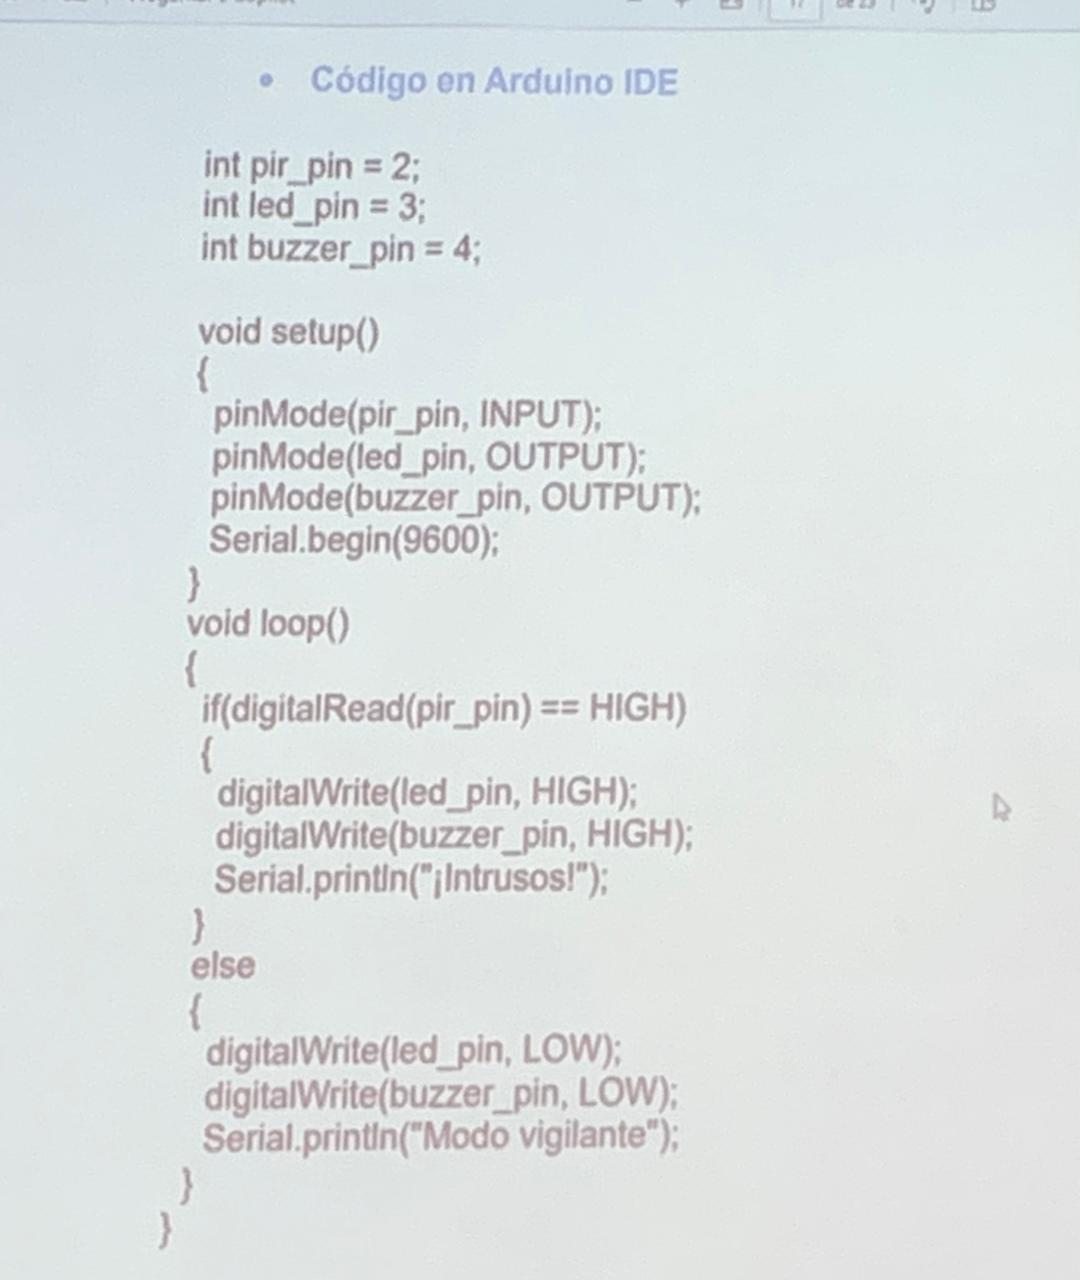 • Código en Arduino IDE
int pir_pin = 2;
int led_pin = 3;
int buzzer_pin = 4;
void setup()
{
pinMode(pir_pin, INPUT);
pinMode(led_pin, OUTPUT);
pinMode(buzzer_pin, OUTPUT);
Serial.begin(9600);
}
void loop()
{
if(digitalRead(pir_pin) == HIGH)
{
digitalWrite(led_pin, HIGH);
digitalWrite(buzzer_pin, HIGH);
Serial.println("¡Intrusos!");
}
else
{
digitalWrite(led_pin, LOW);
digitalWrite(buzzer_pin, LOW);
Serial.println("Modo vigilante");
}
}